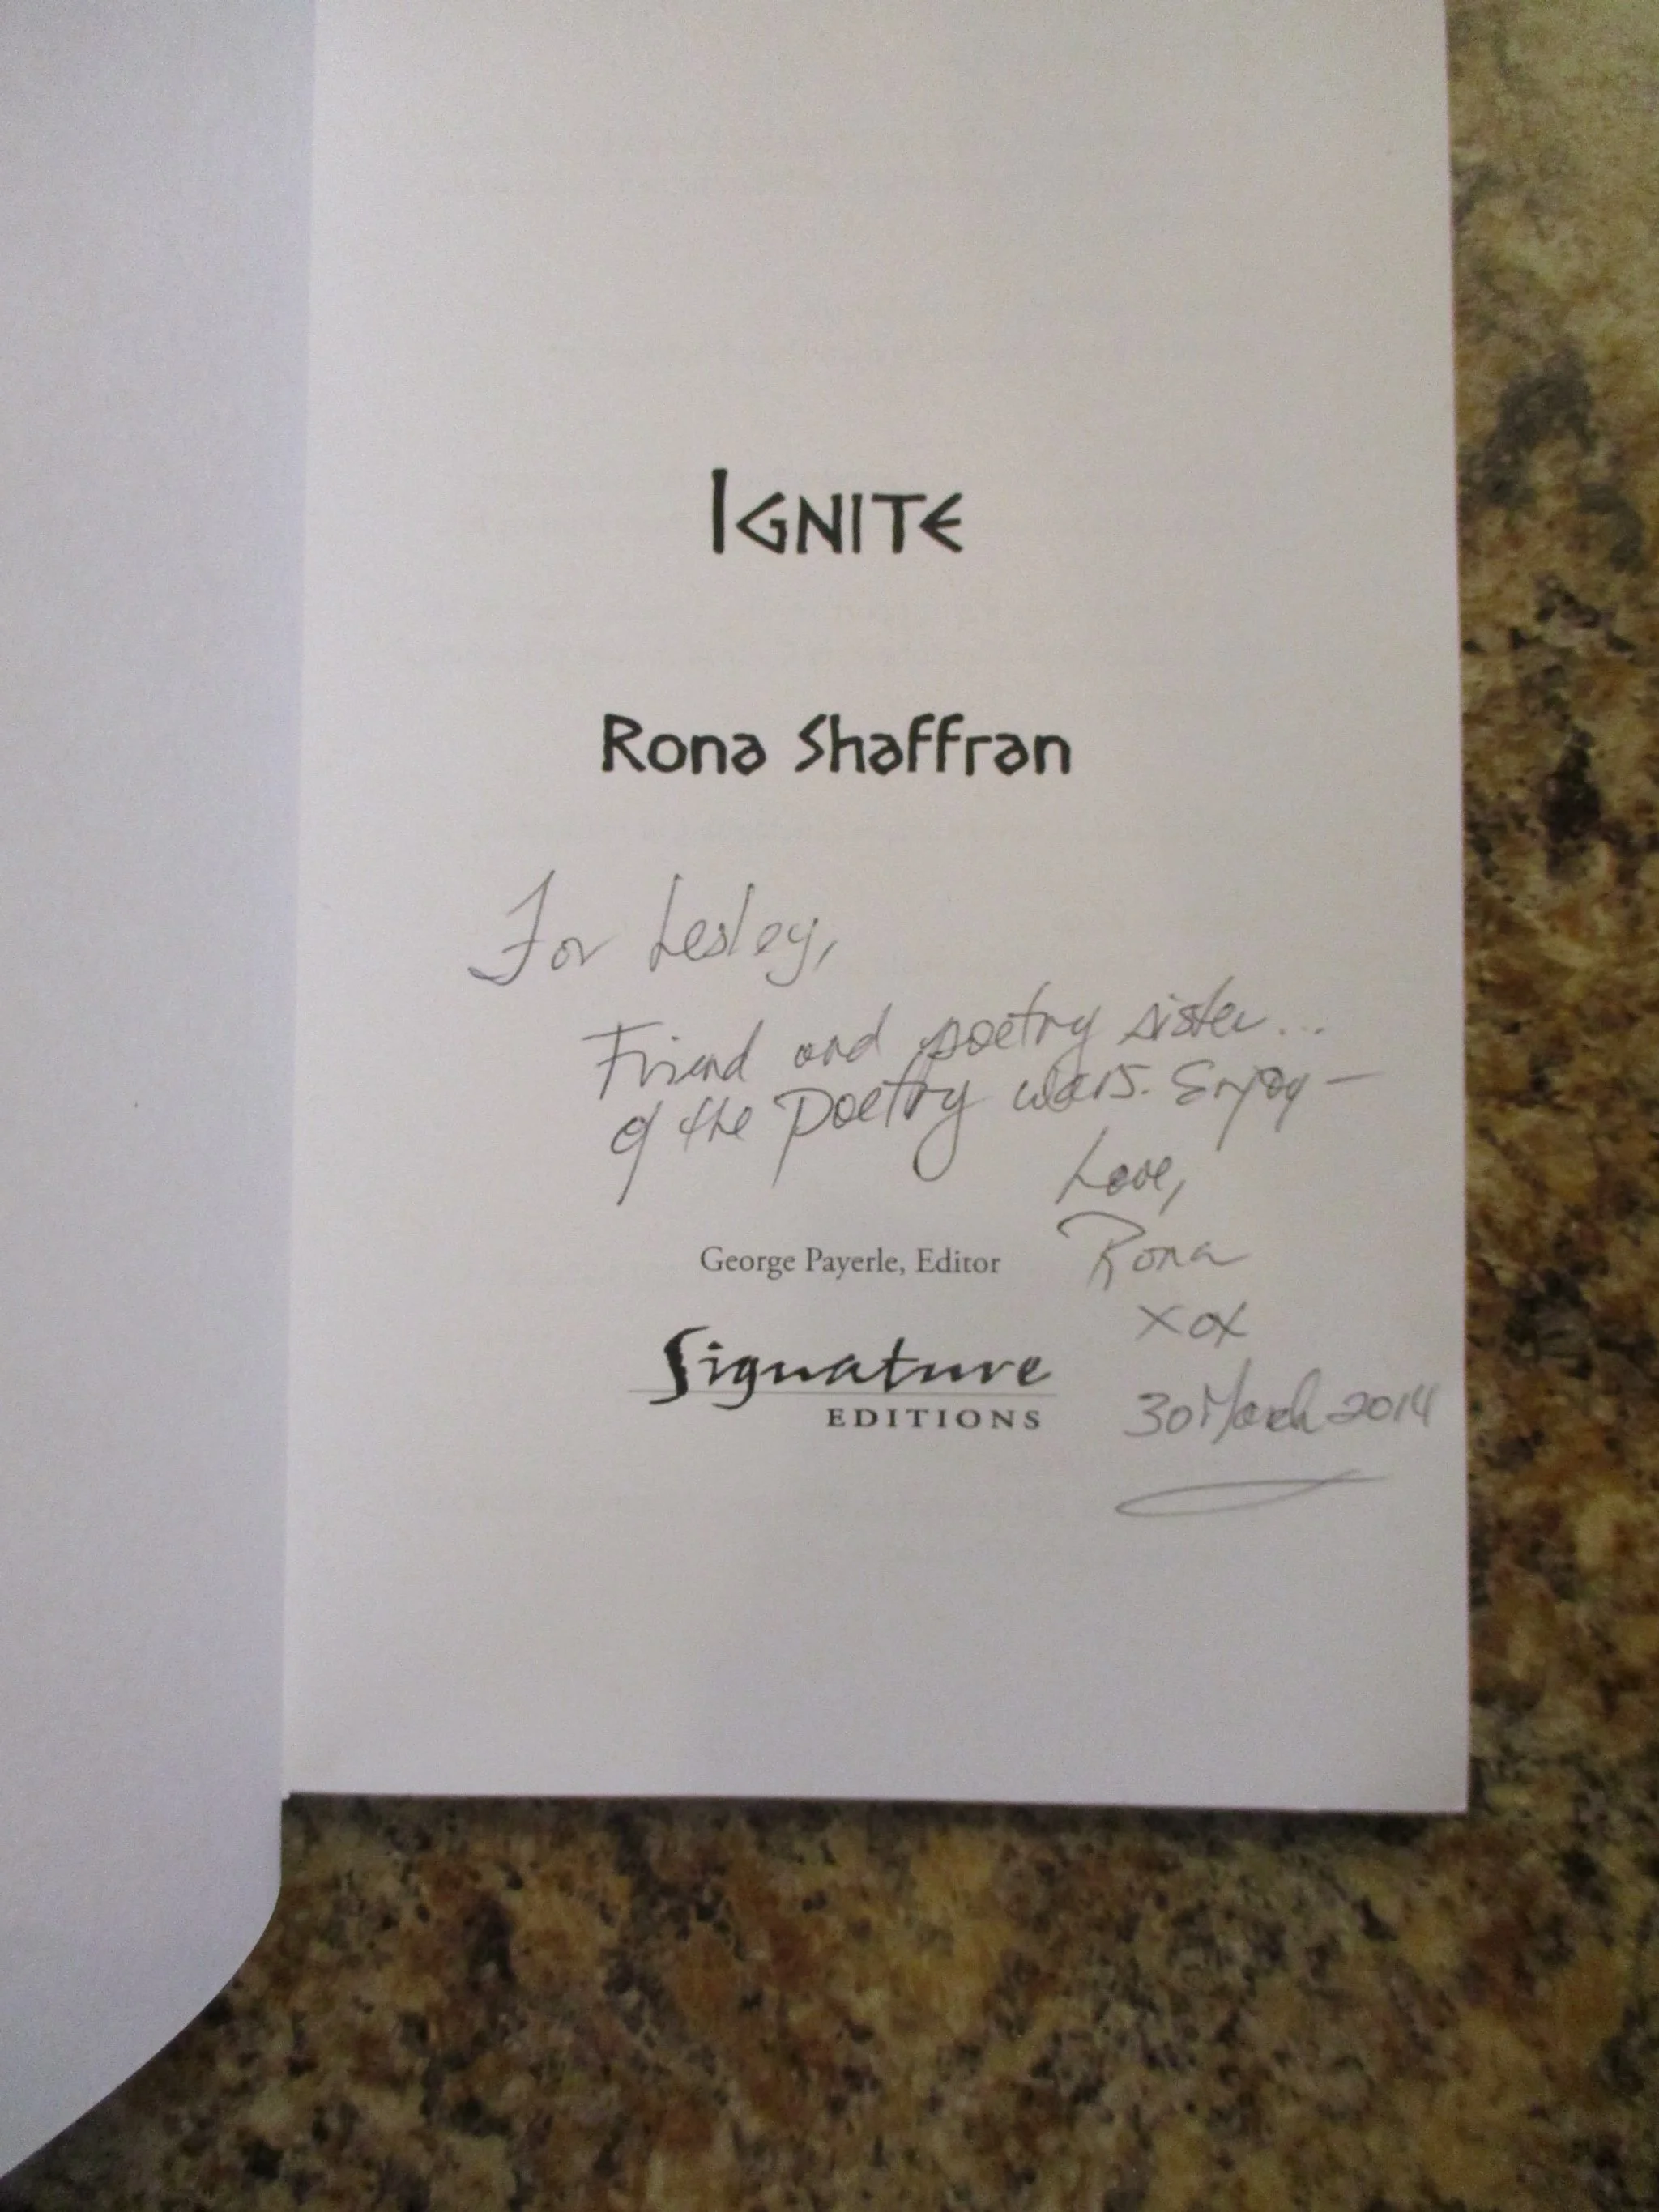 IGNITE
Rona Shaffran
For Lesley,
Friend and poetry sister...
of the Poetry wars. Enjoy —
Love,
Rona
xox
George Payerle, Editor
Signature
EDITIONS
30 March 2014